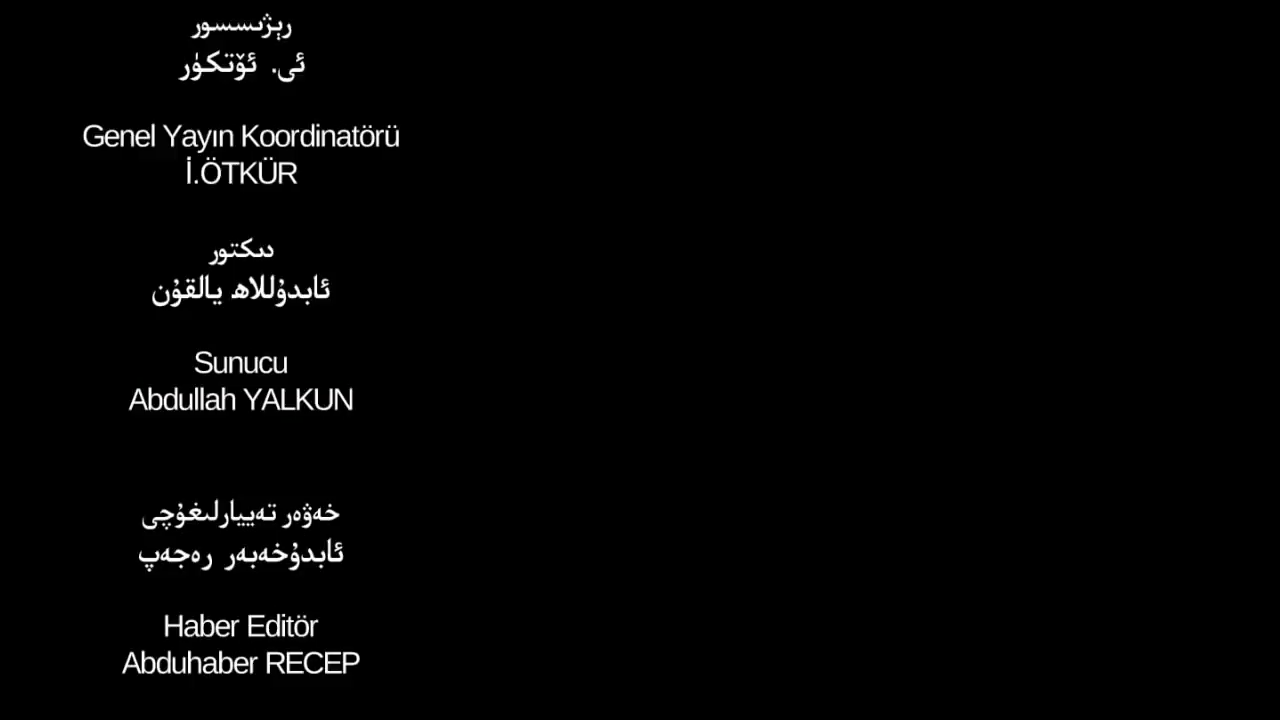 رېژىسسور
ئى. ئۆتكۈر
Genel Yayın Koordinatörü
İ.ÖTKÜR
دىكتور
ئابدۇللاھ يالقۇن
Sunucu
Abdullah YALKUN
خەۋەر تەييارلىغۇچى
ئابدۇخەبەر رەجەپ
Haber Editör
Abduhaber RECEP